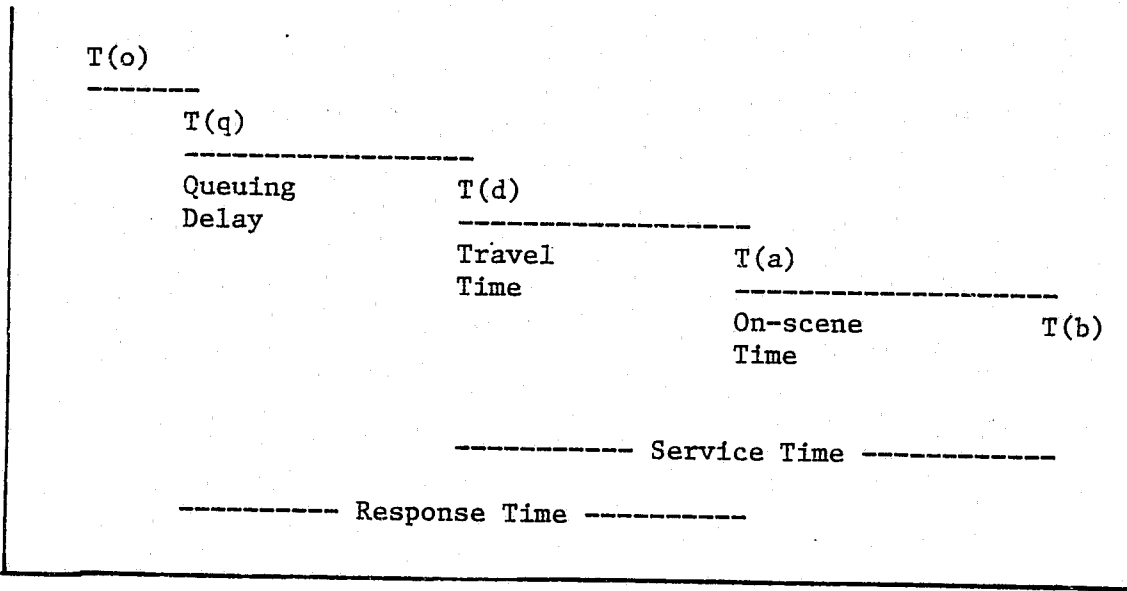 T(o)
T(q)
Queuing
Delay
T(d)
Travel
Time
T(a)
On-scene
Time
T(b)
----------- Service Time ------------
---------- Response Time ----------